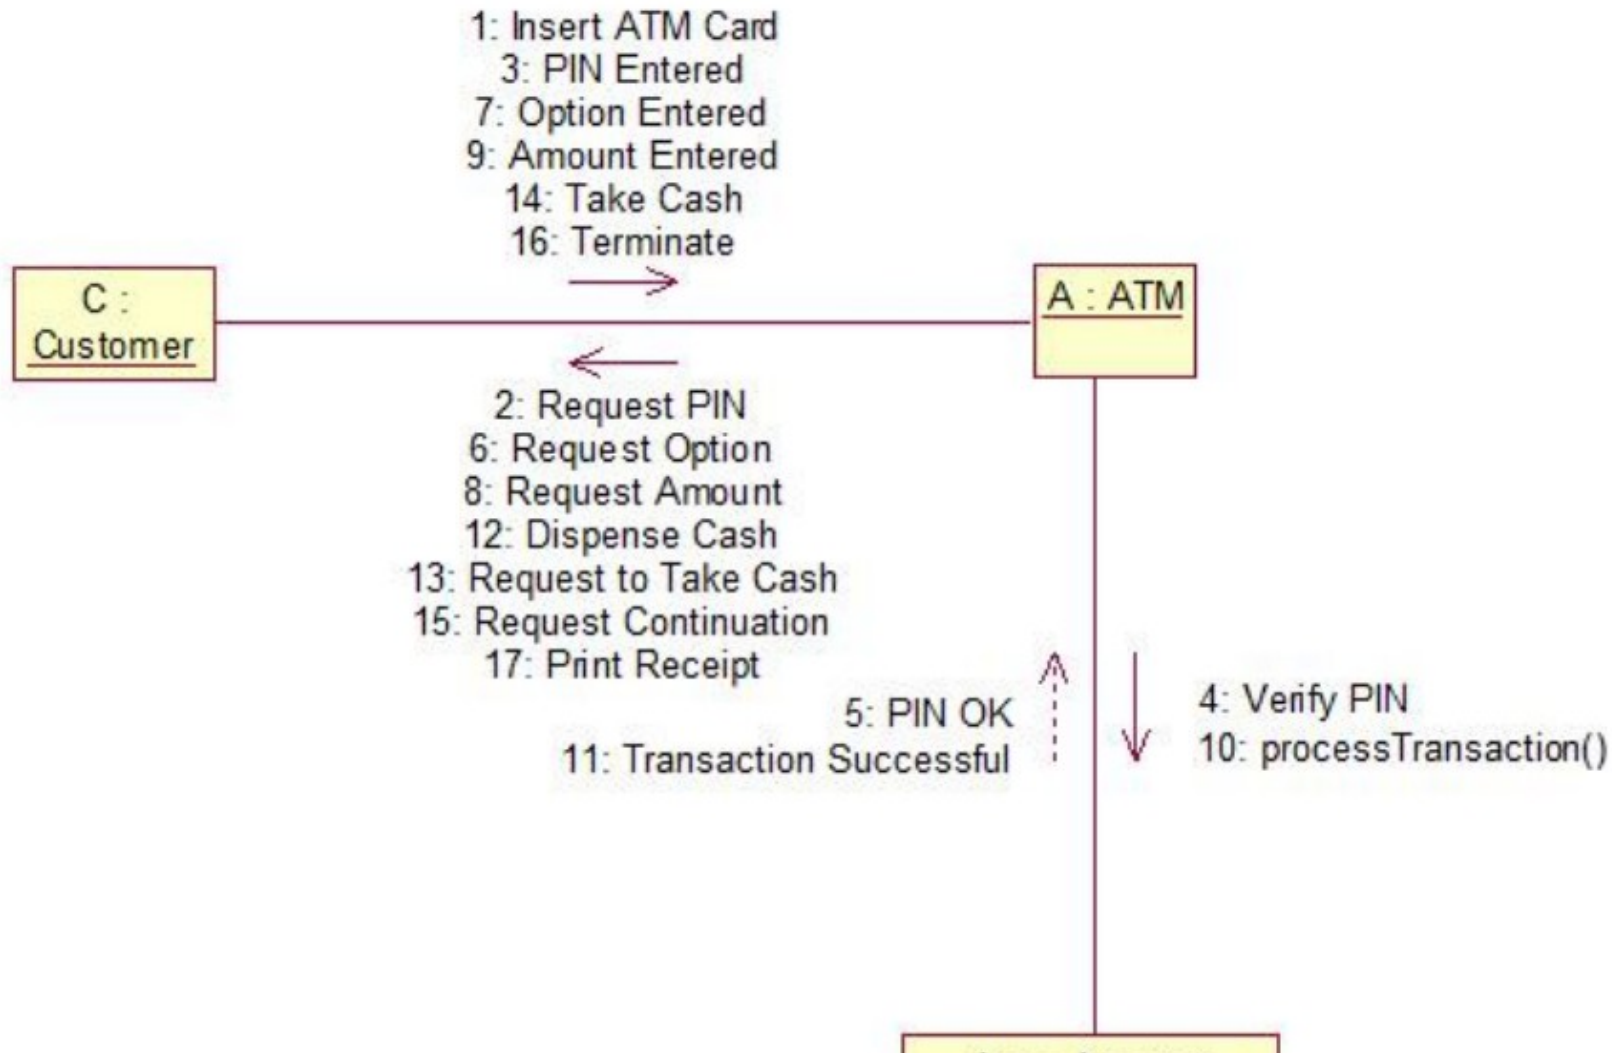 1: Insert ATM Card
3: PIN Entered
7: Option Entered
9: Amount Entered
14: Take Cash
16: Terminate
C :
Customer
A : ATM
2: Request PIN
6: Request Option
8: Request Amount
12: Dispense Cash
13: Request to Take Cash
15: Request Continuation
17: Print Receipt
5: PIN OK
11: Transaction Successful
4: Verify PIN
10: processTransaction()